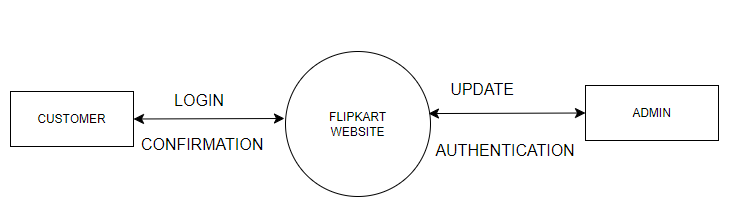 LOGIN
CUSTOMER
CONFIRMATION
FLIPKART
WEBSITE
UPDATE
AUTHENTICATION
ADMIN